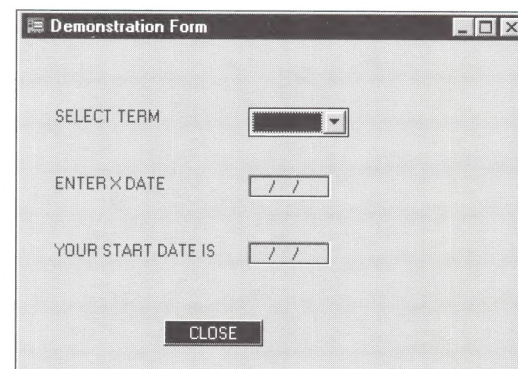 Demonstration Form
SELECT TERM
ENTER X DATE / /
YOUR START DATE IS / /
CLOSE